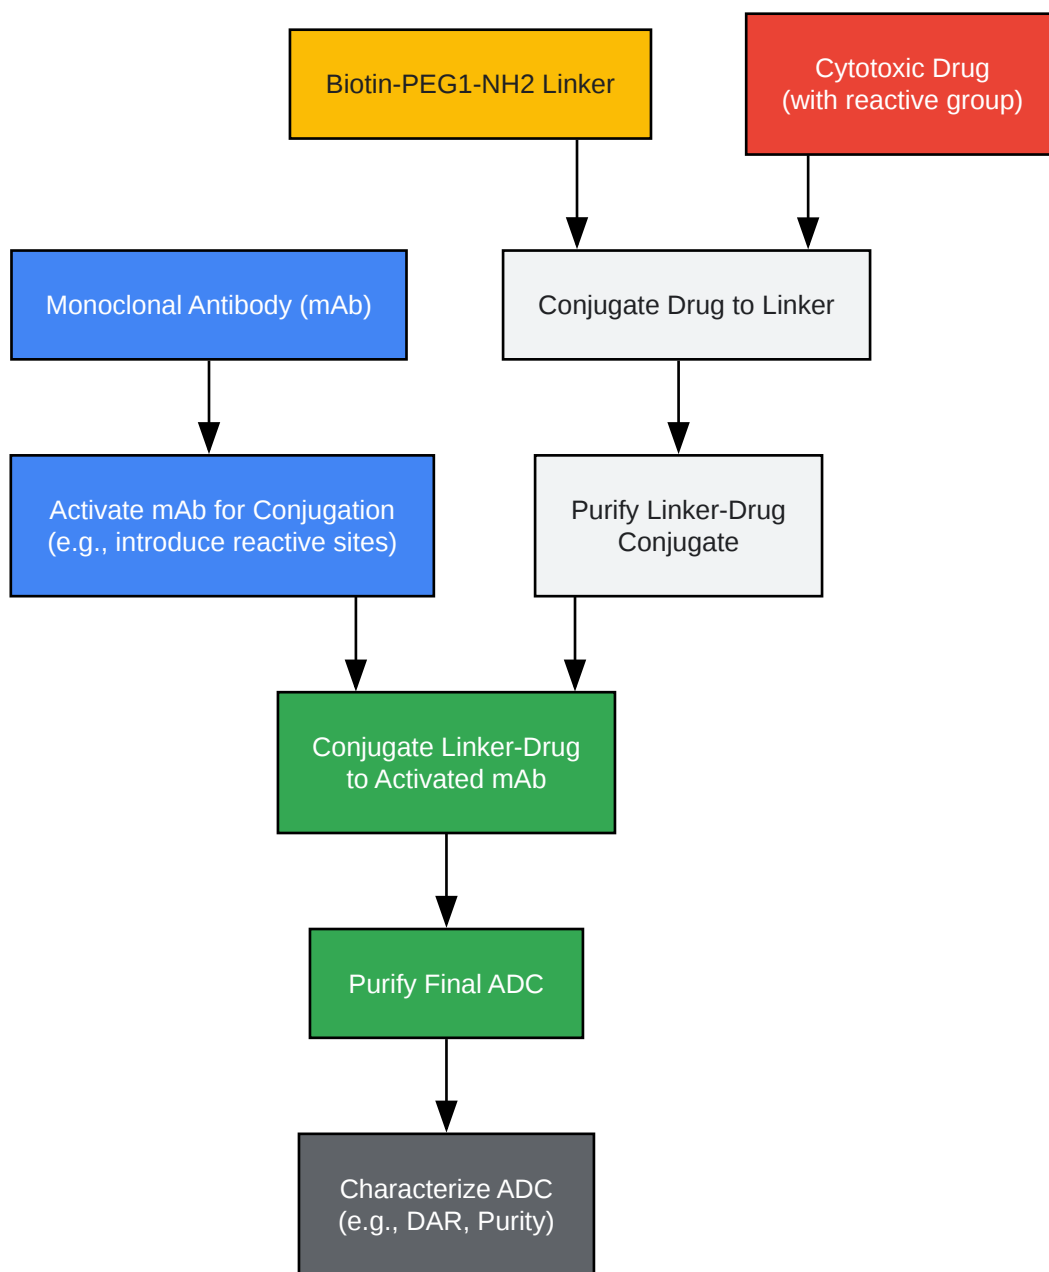 Biotin-PEG1-NH2 Linker
Cytotoxic Drug
(with reactive group)
Monoclonal Antibody (mAb)
Conjugate Drug to Linker
Activate mAb for Conjugation
(e.g., introduce reactive sites)
Purify Linker-Drug
Conjugate
Conjugate Linker-Drug
to Activated mAb
Purify Final ADC
Characterize ADC
(e.g., DAR, Purity)